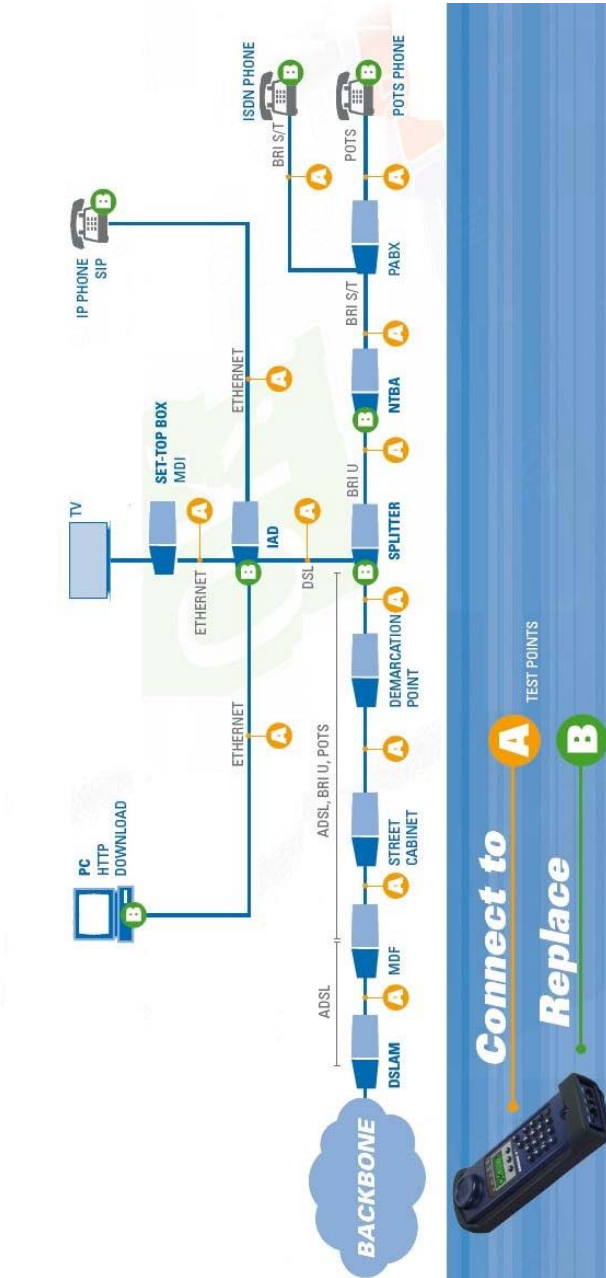 TV
IP PHONE
SIP
ISDN PHONE
B
B
BRI S/T
A
POTS
A
B
POTS PHONE
PC
HTTP
DOWNLOAD
B
ETHERNET
A
ETHERNET
A
SET-TOP BOX
MDI
A
ETHERNET
B
IAD
A
DSL
ADSL
ADSL, BRI U, POTS
BRI U
BRI S/T
BACKBONE
DSLAM
A
MDF
A
STREET
CABINET
A
DEMARCATION
POINT
A
B
SPLITTER
A
B
NTBA
A
PABX
Connect to
A
TEST POINTS
Replace
B